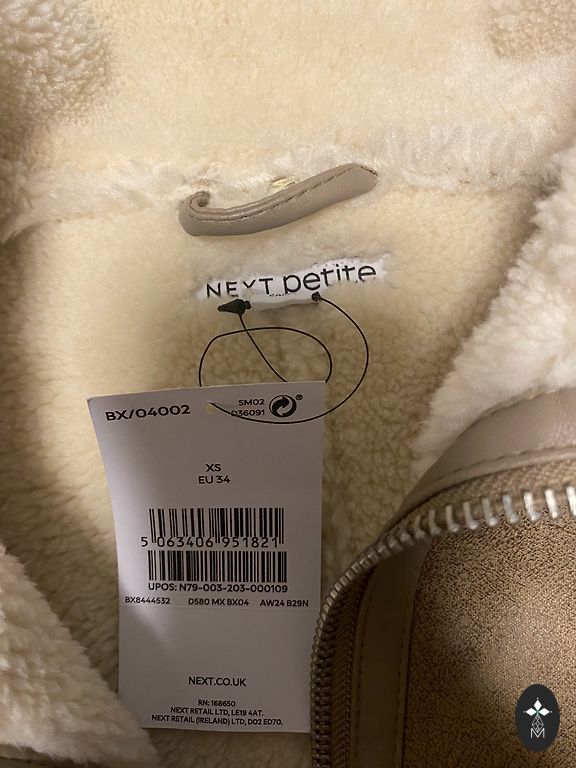 NEXT petite
BX/04002
SM02
D36091
XS
EU 34
5 063406 951821
UPOS: N79-003-203-000109
BX8444532 D580 MX BX04 AW24 B29N
NEXT.CO.UK
RN: 168650
NEXT RETAIL LTD, LE19 4AT.
NEXT RETAIL (IRELAND) LTD, D02 ED70.
M